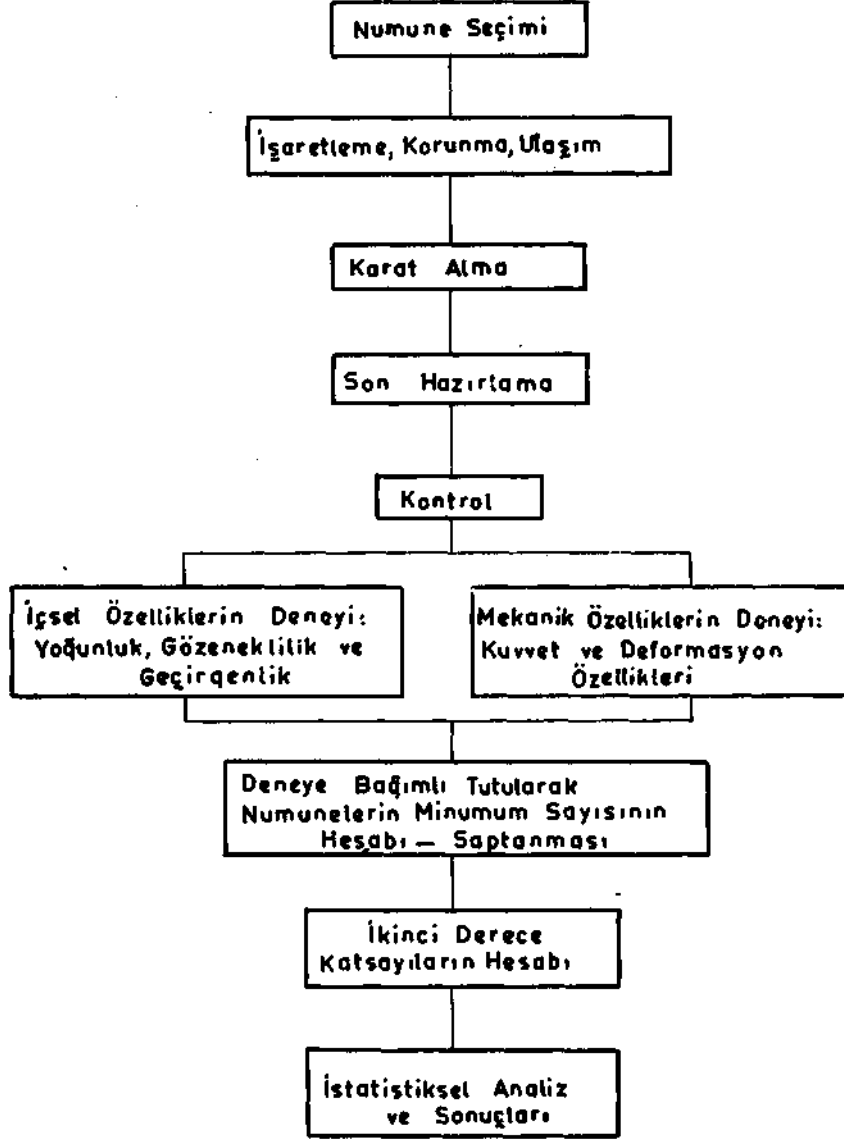 Numune Seçimi
İşaretleme, Korunma, Ulaşım
Karat Alma
Son Hazırlama
Kontrol
İçsel Özelliklerin Deneyi:
Yoğunluk, Gözeneklilik ve
Geçirgenlik
Mekanik Özelliklerin Deneyi:
Kuvvet ve Deformasyon
Özellikleri
Deneye Bağımlı Tutularak
Numunelerin Minumum Sayısının
Hesabı — Saptanması
İkinci Derece
Katsayıların Hesabı
İstatistiksel Analiz
ve Sonuçları